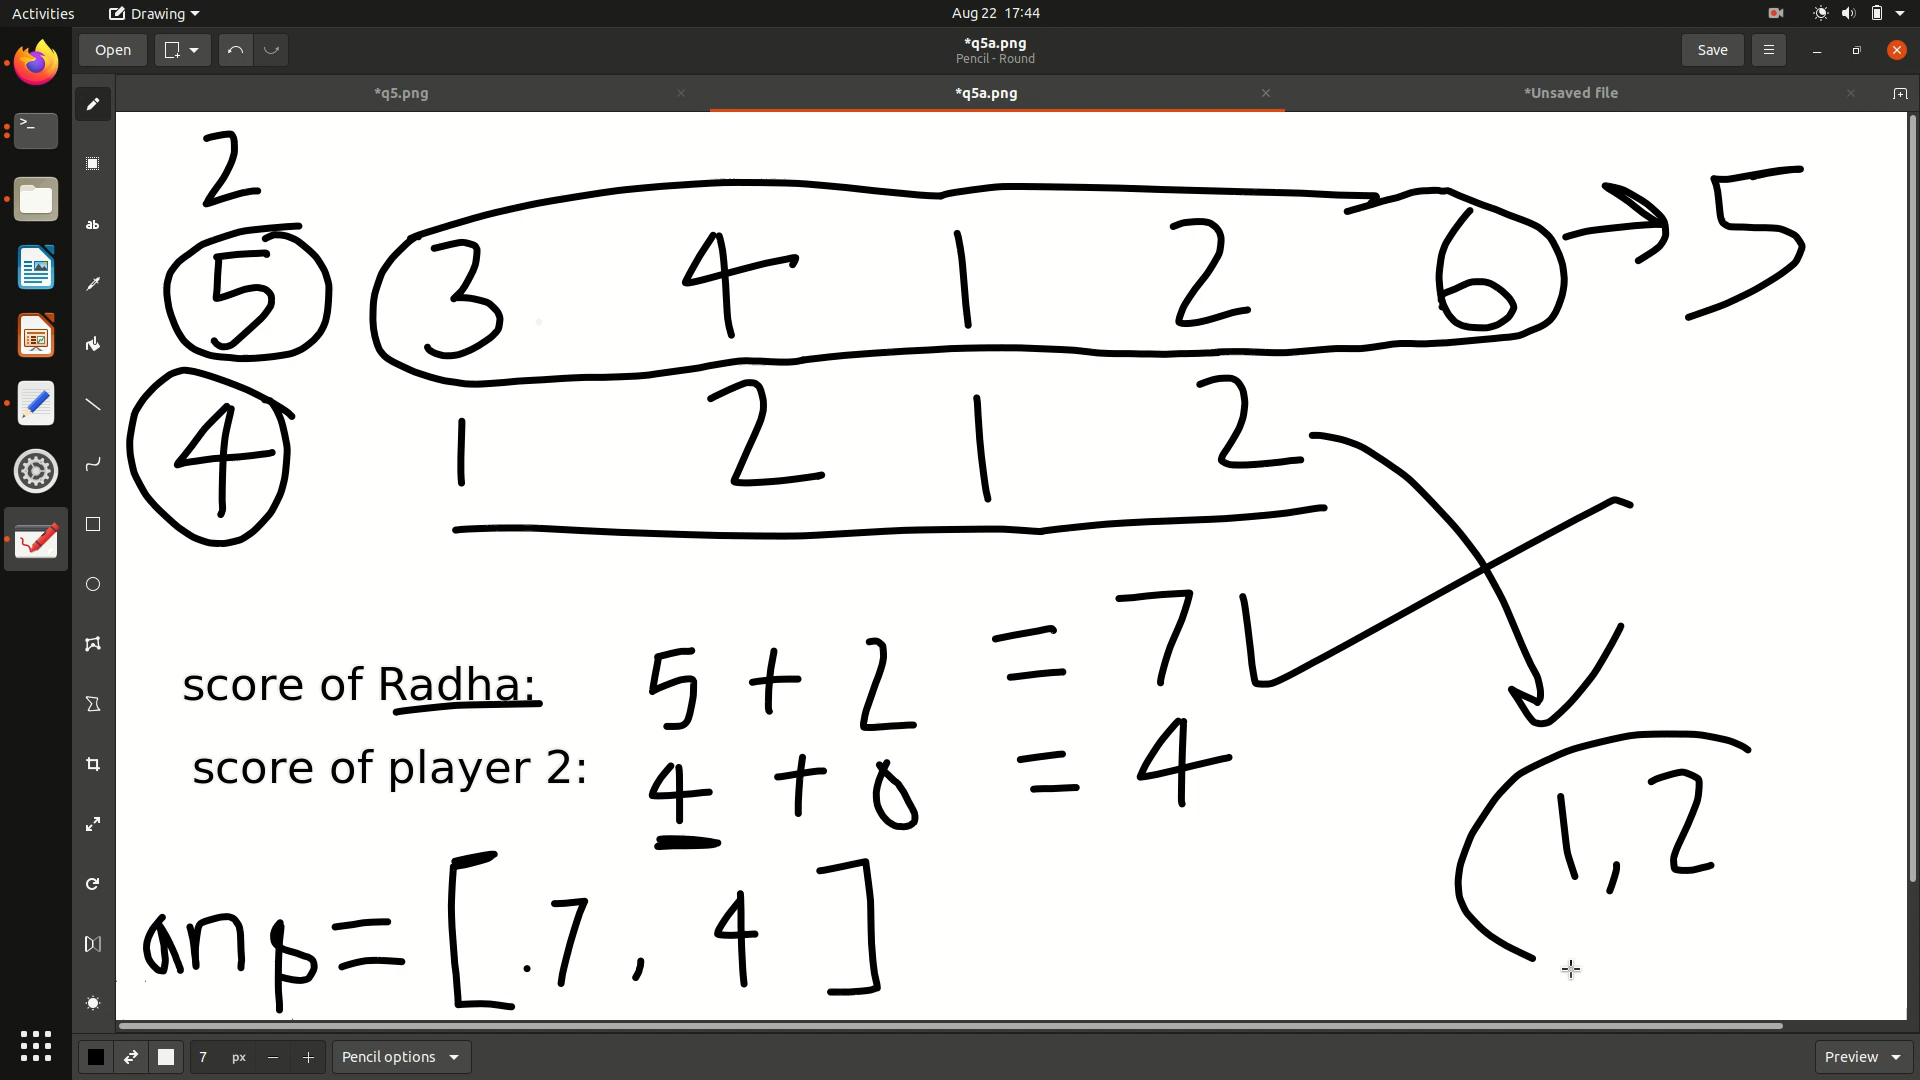 Activities Drawing Aug 22 17:44
Open *q5a.png Save
Pencil - Round
*q5.png *q5a.png *Unsaved file
2
5 3 4 1 2 6 → 5
4 1 2 1 2
score of Radha: 5 + 2 = 7
score of player 2: 4 + 0 = 4
1, 2
= [.7, 4]
7 px − + Pencil options Preview